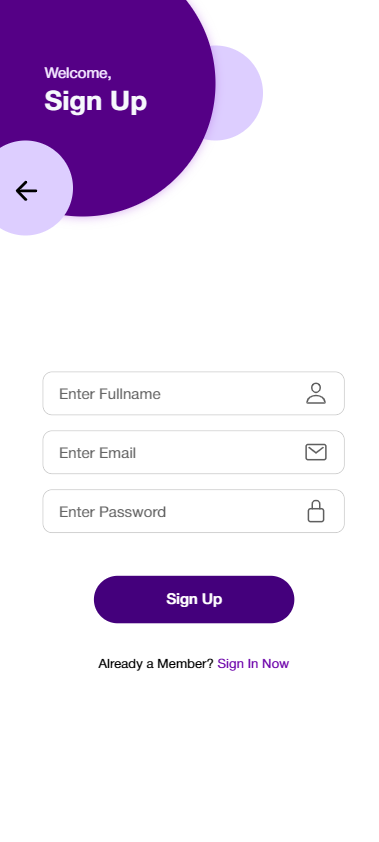 Welcome,
Sign Up
Enter Fullname
Enter Email
Enter Password
Sign Up
Already a Member? Sign In Now